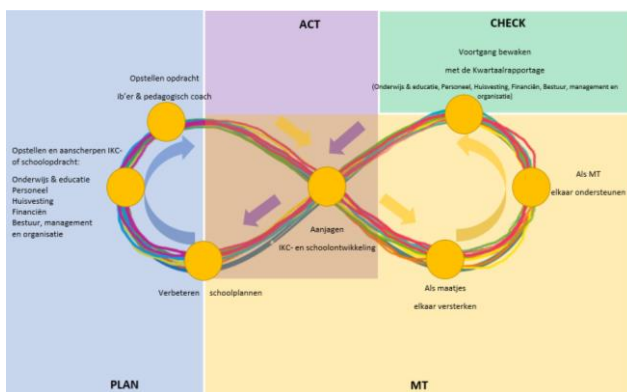 ACT
CHECK
Opstellen opdracht
ib'er & pedagogisch coach
Voortgang bewaken
met de Kwartaalrapportage
(Onderwijs & educatie, Personeel, Huisvesting, Financiën, Bestuur, management en
organisatie)
Opstellen en aanscherpen IKC-
of schoolopdracht:
Onderwijs & educatie
Personeel
Huisvesting
Financiën
Bestuur, management
en organisatie
Als MT
elkaar ondersteunen
Aanjagen
IKC- en schoolontwikkeling
Verbeteren schoolplannen
Als maatjes
elkaar versterken
PLAN
MT